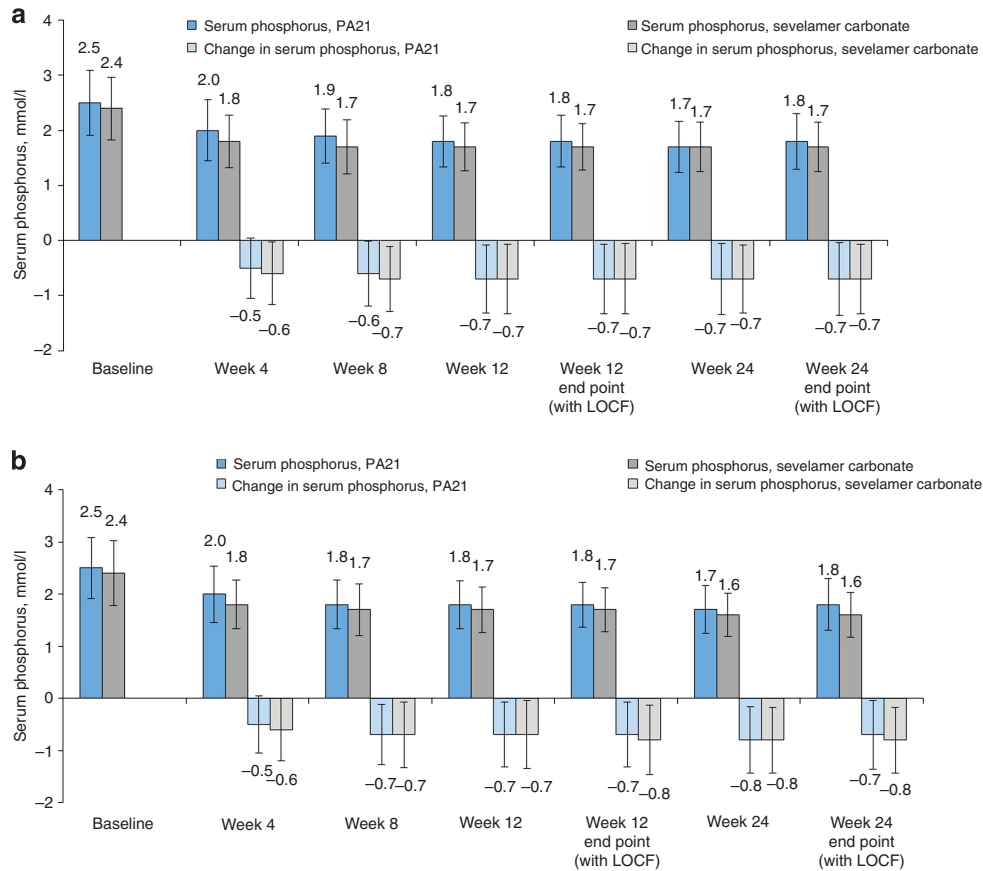 a
Serum phosphorus, PA21
Change in serum phosphorus, PA21
Serum phosphorus, sevelamer carbonate
Change in serum phosphorus, sevelamer carbonate
Serum phosphorus, mmol/l
4
3
2
1
0
–1
–2
2.5
2.4
2.0
1.8
1.9
1.7
1.8
1.7
1.8
1.7
1.7
1.7
1.8
1.7
–0.5
–0.6
–0.6
–0.7
–0.7
–0.7
–0.7
–0.7
–0.7
–0.7
–0.7
–0.7
Baseline
Week 4
Week 8
Week 12
Week 12
end point
(with LOCF)
Week 24
Week 24
end point
(with LOCF)
b
Serum phosphorus, PA21
Change in serum phosphorus, PA21
Serum phosphorus, sevelamer carbonate
Change in serum phosphorus, sevelamer carbonate
Serum phosphorus, mmol/l
4
3
2
1
0
–1
–2
2.5
2.4
2.0
1.8
1.8
1.7
1.8
1.7
1.8
1.7
1.7
1.6
1.8
1.6
–0.5
–0.6
–0.7
–0.7
–0.7
–0.7
–0.7
–0.8
–0.8
–0.8
–0.7
–0.8
Baseline
Week 4
Week 8
Week 12
Week 12
end point
(with LOCF)
Week 24
Week 24
end point
(with LOCF)